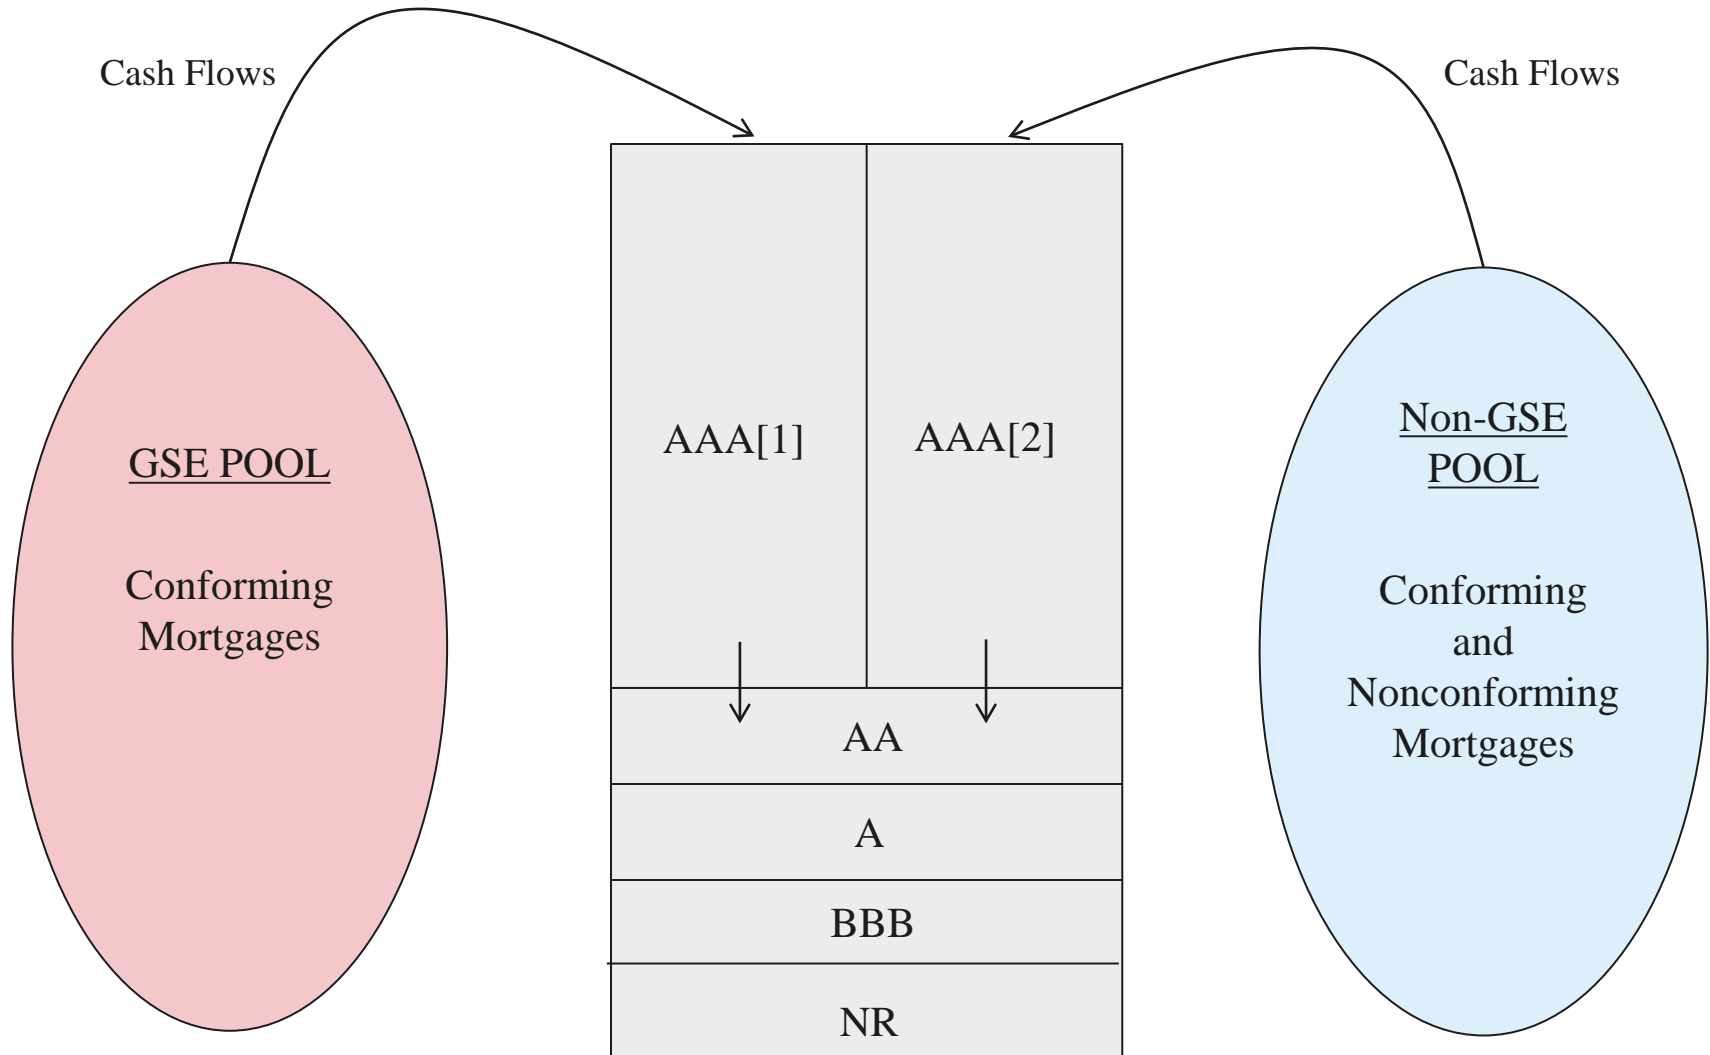 Cash Flows
Cash Flows
GSE POOL
Conforming
Mortgages
AAA[1]
AAA[2]
AA
A
BBB
NR
Non-GSE
POOL
Conforming
and
Nonconforming
Mortgages